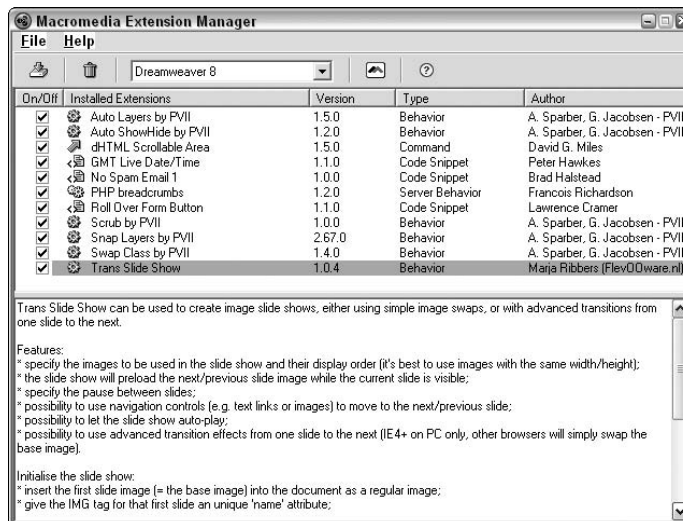 Macromedia Extension Manager
File Help
Dreamweaver 8
On/Off Installed Extensions Version Type Author
Auto Layers by PVII 1.5.0 Behavior A. Sparber, G. Jacobsen - PVII
Auto ShowHide by PVII 1.2.0 Behavior A. Sparber, G. Jacobsen - PVII
dHTML Scrollable Area 1.5.0 Command David G. Miles
GMT Live Date/Time 1.1.0 Code Snippet Peter Hawkes
No Spam Email 1 1.0.0 Code Snippet Brad Halstead
PHP breadcrumbs 1.2.0 Server Behavior Francois Richardson
Roll Over Form Button 1.1.0 Code Snippet Lawrence Cramer
Scrub by PVII 1.0.0 Behavior A. Sparber, G. Jacobsen - PVII
Snap Layers by PVII 2.67.0 Behavior A. Sparber, G. Jacobsen - PVII
Swap Class by PVII 1.4.0 Behavior A. Sparber, G. Jacobsen - PVII
Trans Slide Show 1.0.4 Behavior Marja Ribbers (FlevOOware.nl)
Trans Slide Show can be used to create image slide shows, either using simple image swaps, or with advanced transitions from
one slide to the next.
Features:
* specify the images to be used in the slide show and their display order (it's best to use images with the same width/height);
* the slide show will preload the next/previous slide image while the current slide is visible;
* specify the pause between slides;
* possibility to use navigation controls (e.g. text links or images) to move to the next/previous slide;
* possibility to let the slide show auto-play;
* possibility to use advanced transition effects from one slide to the next (IE4+ on PC only, other browsers will simply swap the
base image).
Initialise the slide show:
* insert the first slide image (= the base image) into the document as a regular image;
* give the IMG tag for that first slide an unique 'name' attribute;